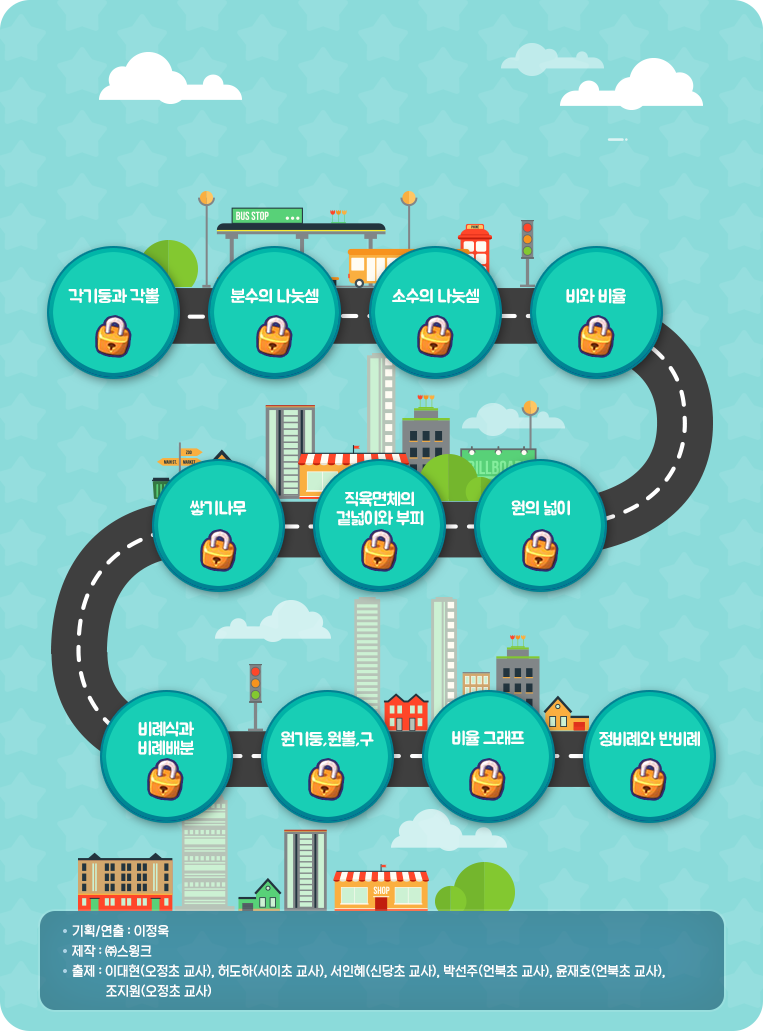 BUS STOP
PHONE
각기둥과 각뿔
분수의 나눗셈
소수의 나눗셈
비와 비율
ZOO
MARKET
MARKET
BILLBOARD
쌓기나무
직육면체의
겉넓이와 부피
원의 넓이
비례식과
비례배분
원기둥,원뿔,구
비율 그래프
정비례와 반비례
SHOP
• 기획/연출 : 이정욱
• 제작 : ㈜스윙크
• 출제 : 이대현(오정초 교사), 허도하(서이초 교사), 서인혜(신당초 교사), 박선주(언북초 교사), 윤재호(언북초 교사),
조지원(오정초 교사)